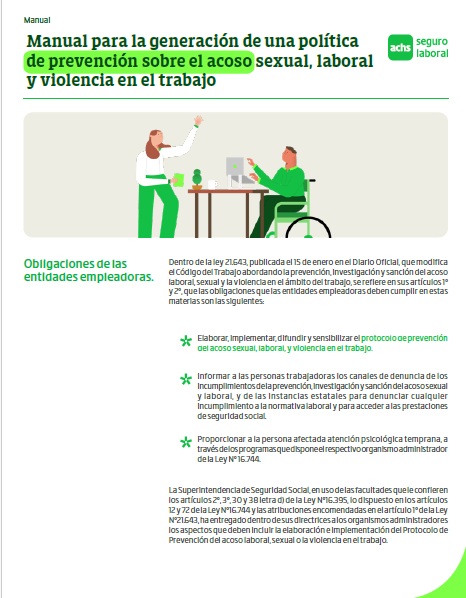 Manual
Manual para la generación de una política
de prevención sobre el acoso sexual, laboral
y violencia en el trabajo
achs seguro
laboral
Obligaciones de las
entidades empleadoras.
Dentro de la ley 21.643, publicada el 15 de enero en el Diario Oficial, que modifica
el Código del Trabajo abordando la prevención, investigación y sanción del acoso
laboral, sexual y la violencia en el ámbito del trabajo, se refiere en sus artículos 1º
y 2º, que las obligaciones que las entidades empleadoras deben cumplir en estas
materias son las siguientes:
Elaborar, implementar, difundir y sensibilizar el protocolo de prevención
del acoso sexual, laboral, y violencia en el trabajo.
Informar a las personas trabajadoras los canales de denuncia de los
incumplimientos de la prevención, investigación y sanción del acoso sexual
y laboral, y de las instancias estatales para denunciar cualquier
incumplimiento a la normativa laboral y para acceder a las prestaciones
de seguridad social.
Proporcionar a la persona afectada atención psicológica temprana, a
través de los programas que dispone el respectivo organismo administrador
de la Ley Nº16.744.
La Superintendencia de Seguridad Social, en uso de las facultades que le confieren
los artículos 2º, 3º, 30 y 38 letra d) de la Ley Nº16.395, lo dispuesto en los artículos
12 y 72 de la Ley Nº16.744 y las atribuciones encomendadas en el artículo 1º de la Ley
Nº21.643, ha entregado dentro de sus directrices a los organismos administradores
los aspectos que deben incluir la elaboración e implementación del Protocolo de
Prevención del acoso laboral, sexual o la violencia en el trabajo.